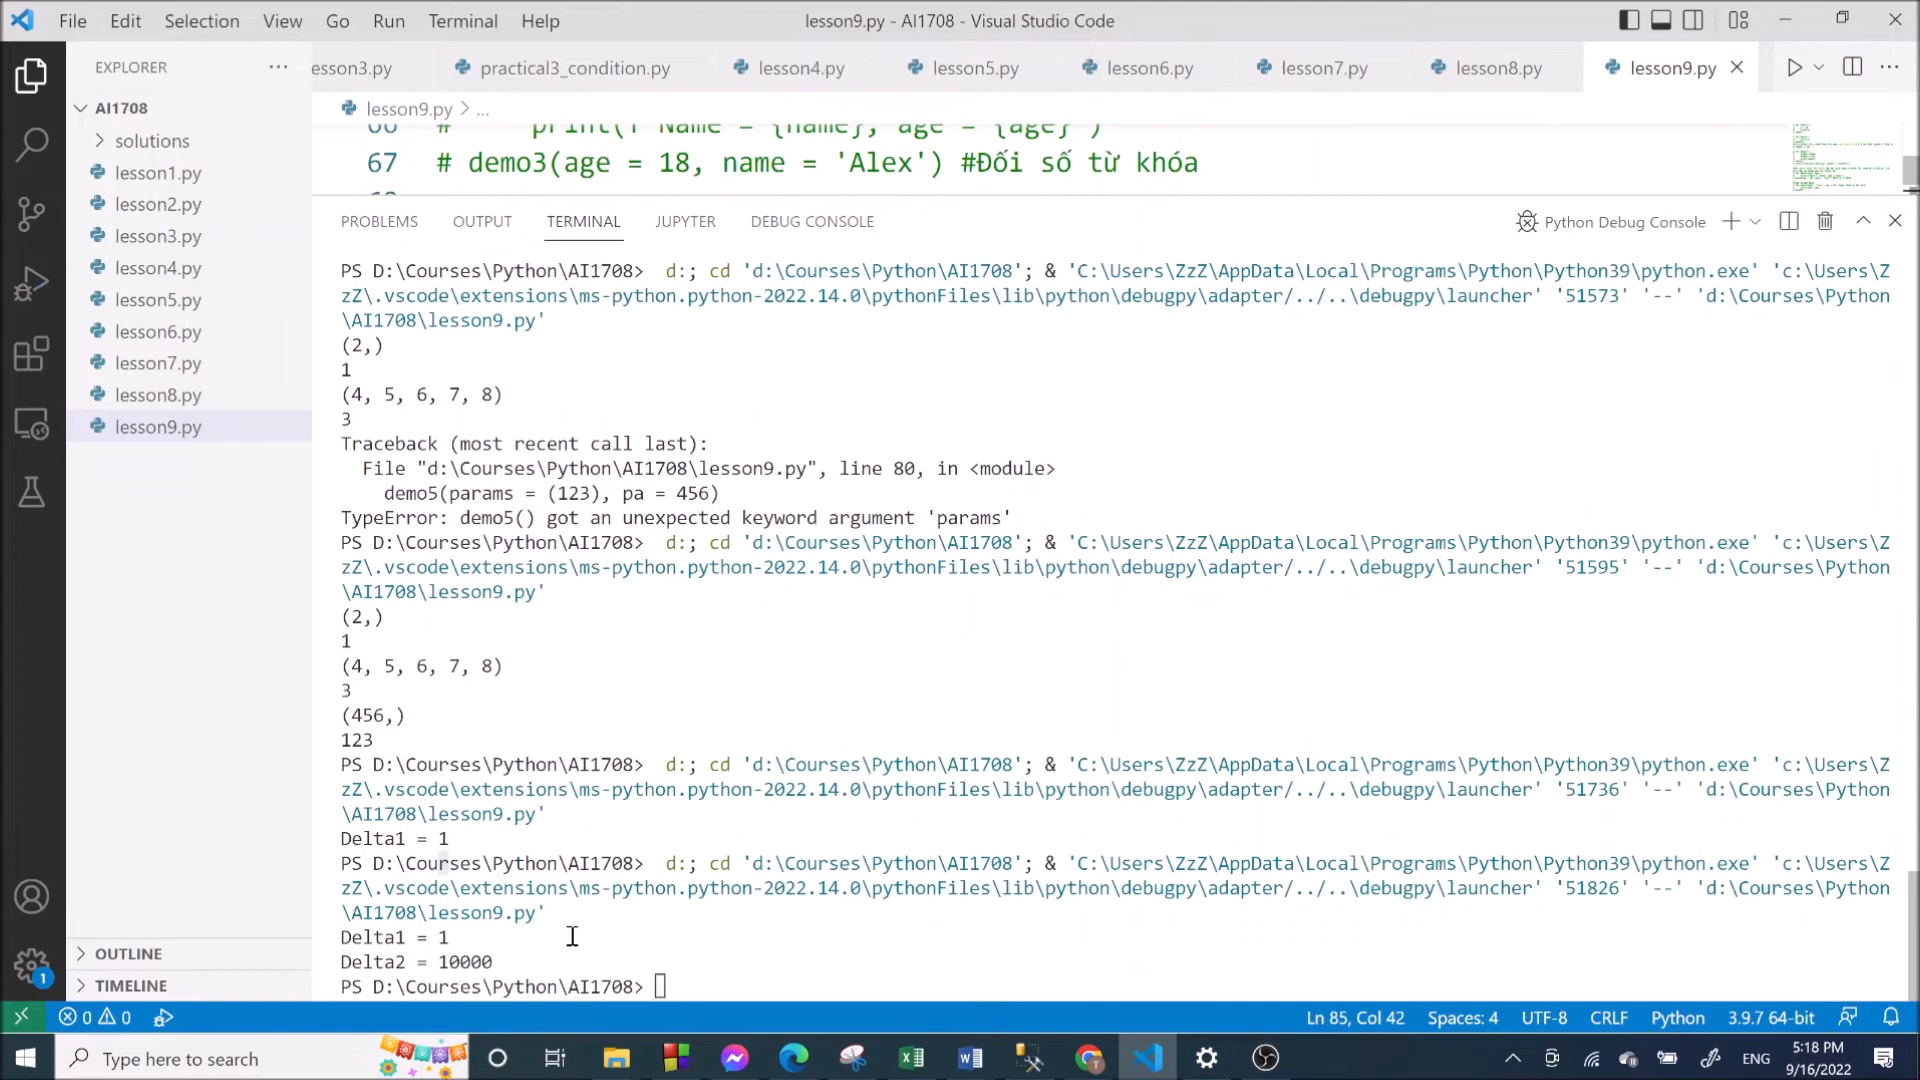 File Edit Selection View Go Run Terminal Help
lesson9.py - AI1708 - Visual Studio Code
EXPLORER
AI1708
solutions
lesson1.py
lesson2.py
lesson3.py
lesson4.py
lesson5.py
lesson6.py
lesson7.py
lesson8.py
lesson9.py
OUTLINE
TIMELINE
esson3.py practical3_condition.py lesson4.py lesson5.py lesson6.py lesson7.py lesson8.py lesson9.py
lesson9.py > ...
66 # print(f'Name = {name}, age = {age}')
67 # demo3(age = 18, name = 'Alex') #Đối số từ khóa
PROBLEMS OUTPUT TERMINAL JUPYTER DEBUG CONSOLE
Python Debug Console
PS D:\Courses\Python\AI1708> d:; cd 'd:\Courses\Python\AI1708'; & 'C:\Users\ZzZ\AppData\Local\Programs\Python\Python39\python.exe' 'c:\Users\Z
zZ\.vscode\extensions\ms-python.python-2022.14.0\pythonFiles\lib\python\debugpy\adapter/../..\debugpy\launcher' '51573' '--' 'd:\Courses\Python
\AI1708\lesson9.py'
(2,)
1
(4, 5, 6, 7, 8)
3
Traceback (most recent call last):
File "d:\Courses\Python\AI1708\lesson9.py", line 80, in <module>
demo5(params = (123), pa = 456)
TypeError: demo5() got an unexpected keyword argument 'params'
PS D:\Courses\Python\AI1708> d:; cd 'd:\Courses\Python\AI1708'; & 'C:\Users\ZzZ\AppData\Local\Programs\Python\Python39\python.exe' 'c:\Users\Z
zZ\.vscode\extensions\ms-python.python-2022.14.0\pythonFiles\lib\python\debugpy\adapter/../..\debugpy\launcher' '51595' '--' 'd:\Courses\Python
\AI1708\lesson9.py'
(2,)
1
(4, 5, 6, 7, 8)
3
(456,)
123
PS D:\Courses\Python\AI1708> d:; cd 'd:\Courses\Python\AI1708'; & 'C:\Users\ZzZ\AppData\Local\Programs\Python\Python39\python.exe' 'c:\Users\Z
zZ\.vscode\extensions\ms-python.python-2022.14.0\pythonFiles\lib\python\debugpy\adapter/../..\debugpy\launcher' '51736' '--' 'd:\Courses\Python
\AI1708\lesson9.py'
Delta1 = 1
PS D:\Courses\Python\AI1708> d:; cd 'd:\Courses\Python\AI1708'; & 'C:\Users\ZzZ\AppData\Local\Programs\Python\Python39\python.exe' 'c:\Users\Z
zZ\.vscode\extensions\ms-python.python-2022.14.0\pythonFiles\lib\python\debugpy\adapter/../..\debugpy\launcher' '51826' '--' 'd:\Courses\Python
\AI1708\lesson9.py'
Delta1 = 1
Delta2 = 10000
PS D:\Courses\Python\AI1708>
1
0 0
Ln 85, Col 42 Spaces: 4 UTF-8 CRLF Python 3.9.7 64-bit
Type here to search
ENG
5:18 PM
9/16/2022